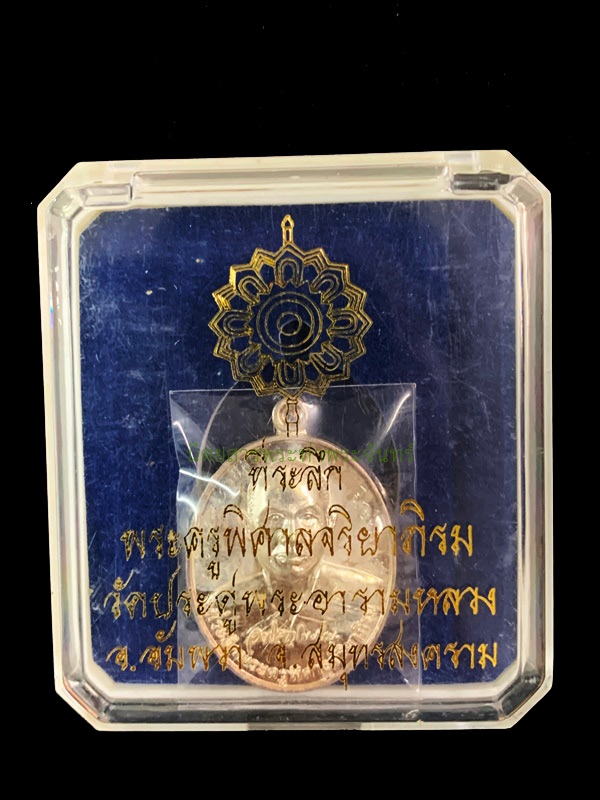 ที่ระลึก
พระครูพิศาลจริยาภิรม
วัดประดู่พระอารามหลวง
อ.อัมพวา จ.สมุทรสงคราม